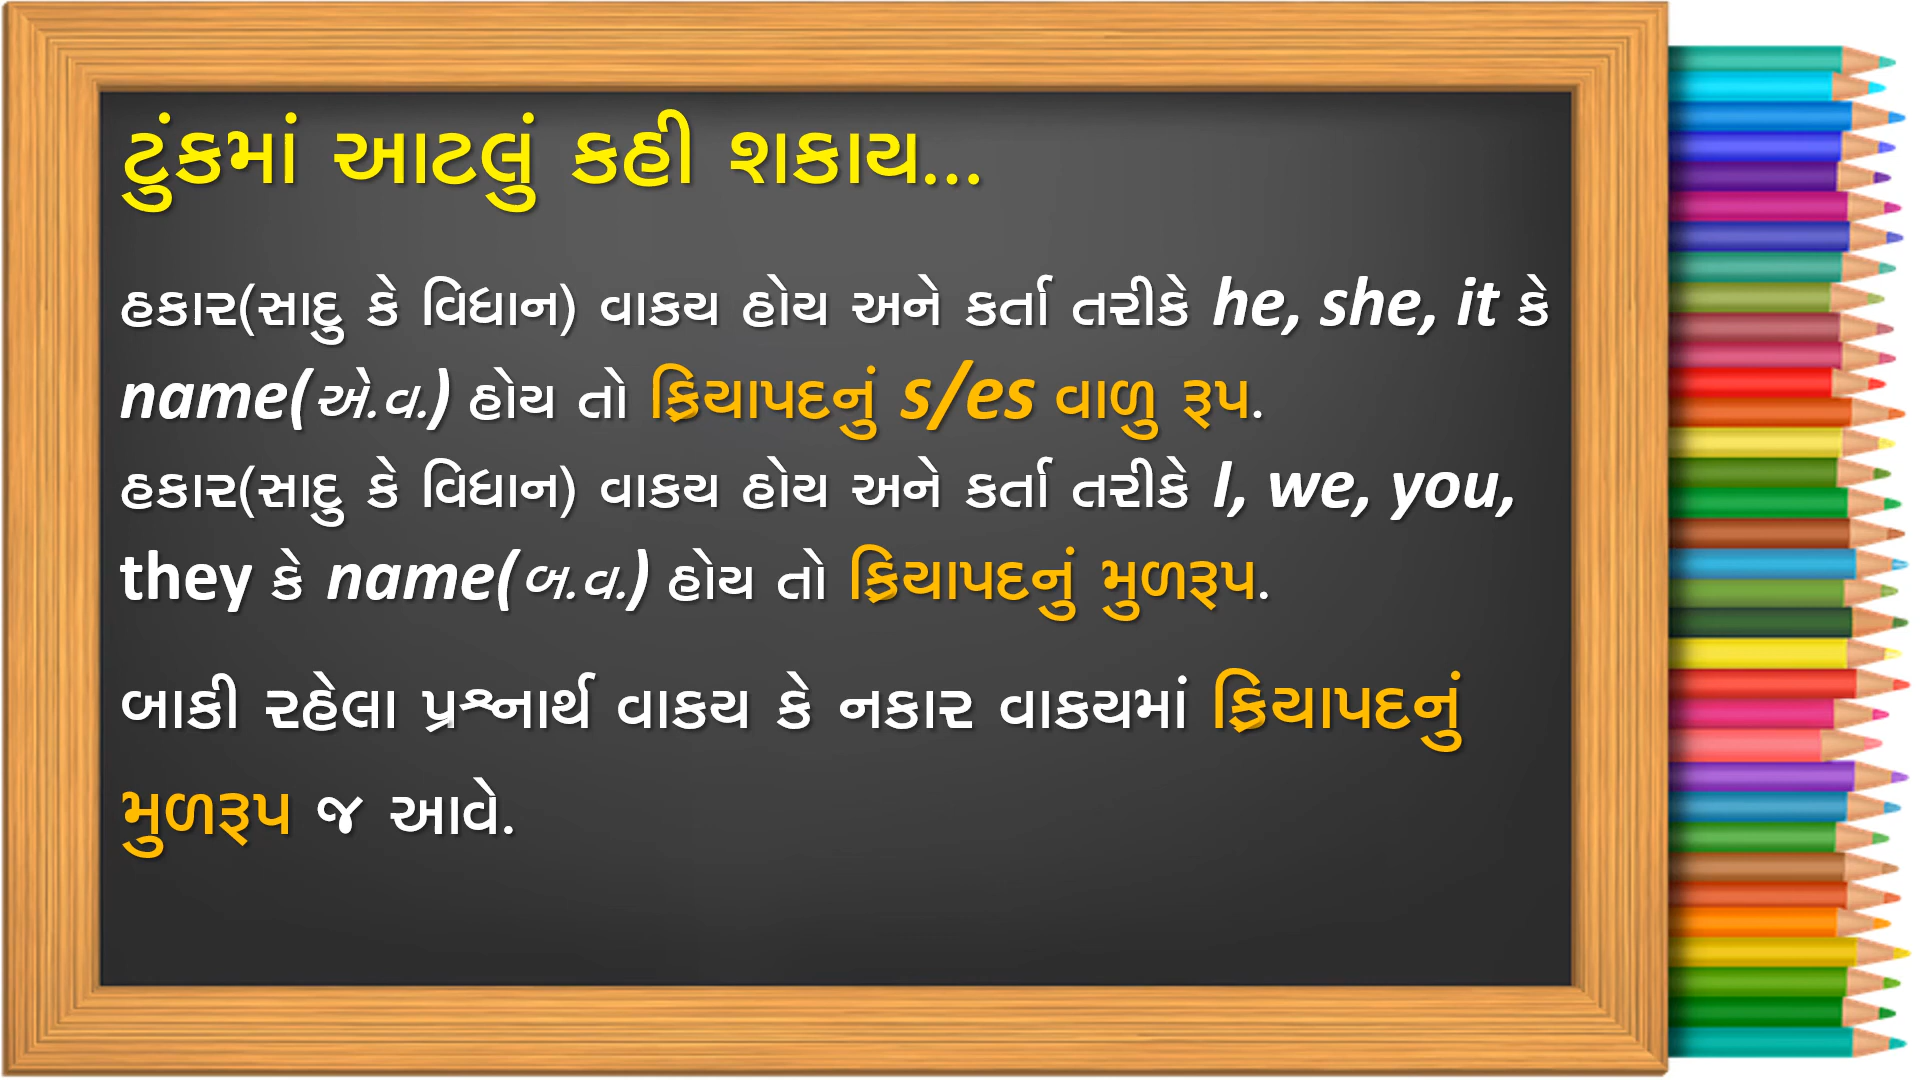 ટુંકમાં આટલું કહી શકાય...
હકાર(સાદુ કે વિધાન) વાકય હોય અને કર્તા તરીકે he, she, it કે
name(એ.વ.) હોય તો ક્રિયાપદનું s/es વાળુ રૂપ.
હકાર(સાદુ કે વિધાન) વાકય હોય અને કર્તા તરીકે I, we, you,
they કે name(બ.વ.) હોય તો ક્રિયાપદનું મુળરૂપ.
બાકી રહેલા પ્રશ્નાર્થ વાકય કે નકાર વાકયમાં ક્રિયાપદનું
મુળરૂપ જ આવે.